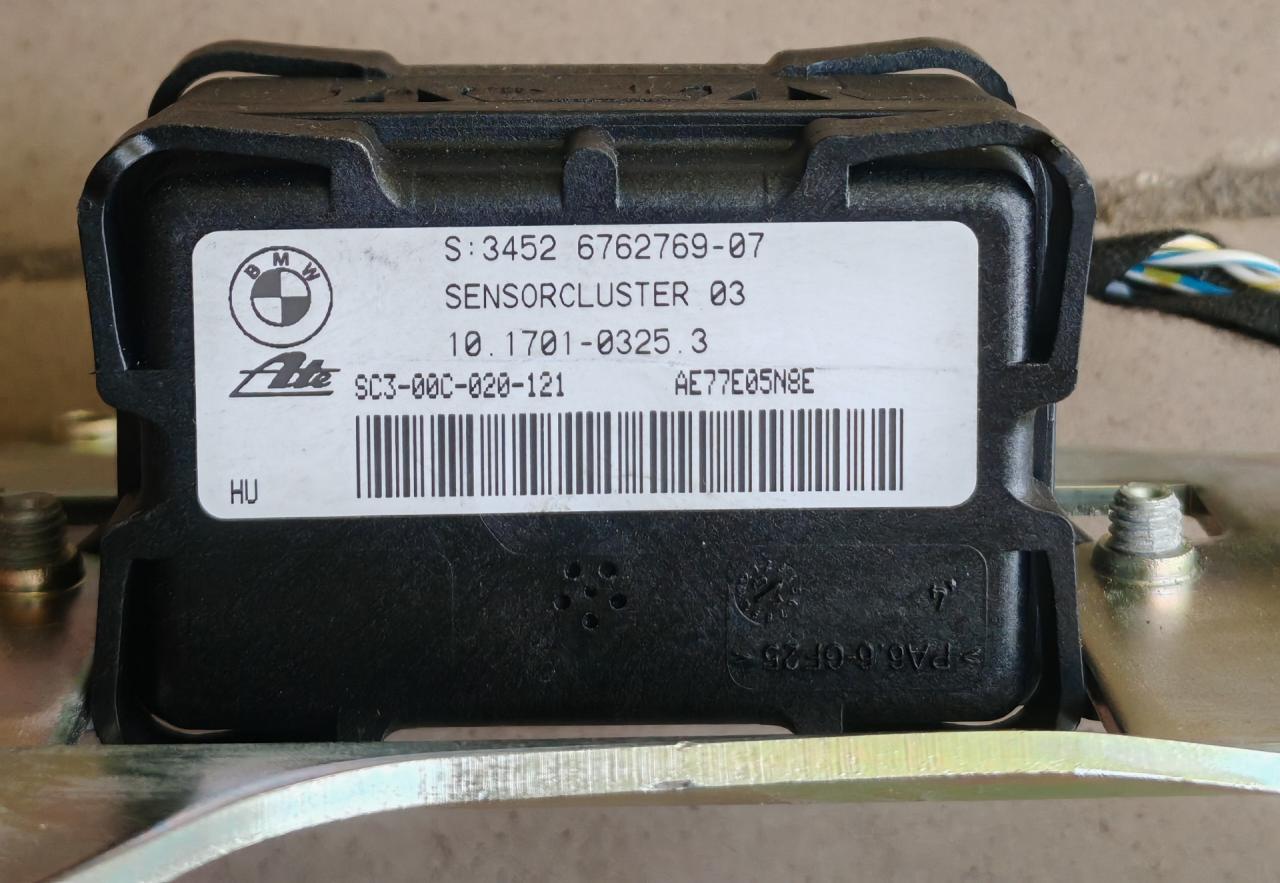 S:3452 6762769-07
BMW
SENSORCLUSTER 03
10.1701-0325.3
Ate SC3-00C-020-121 AE77E05N8E
HU
4
>PA6.6-GF25<